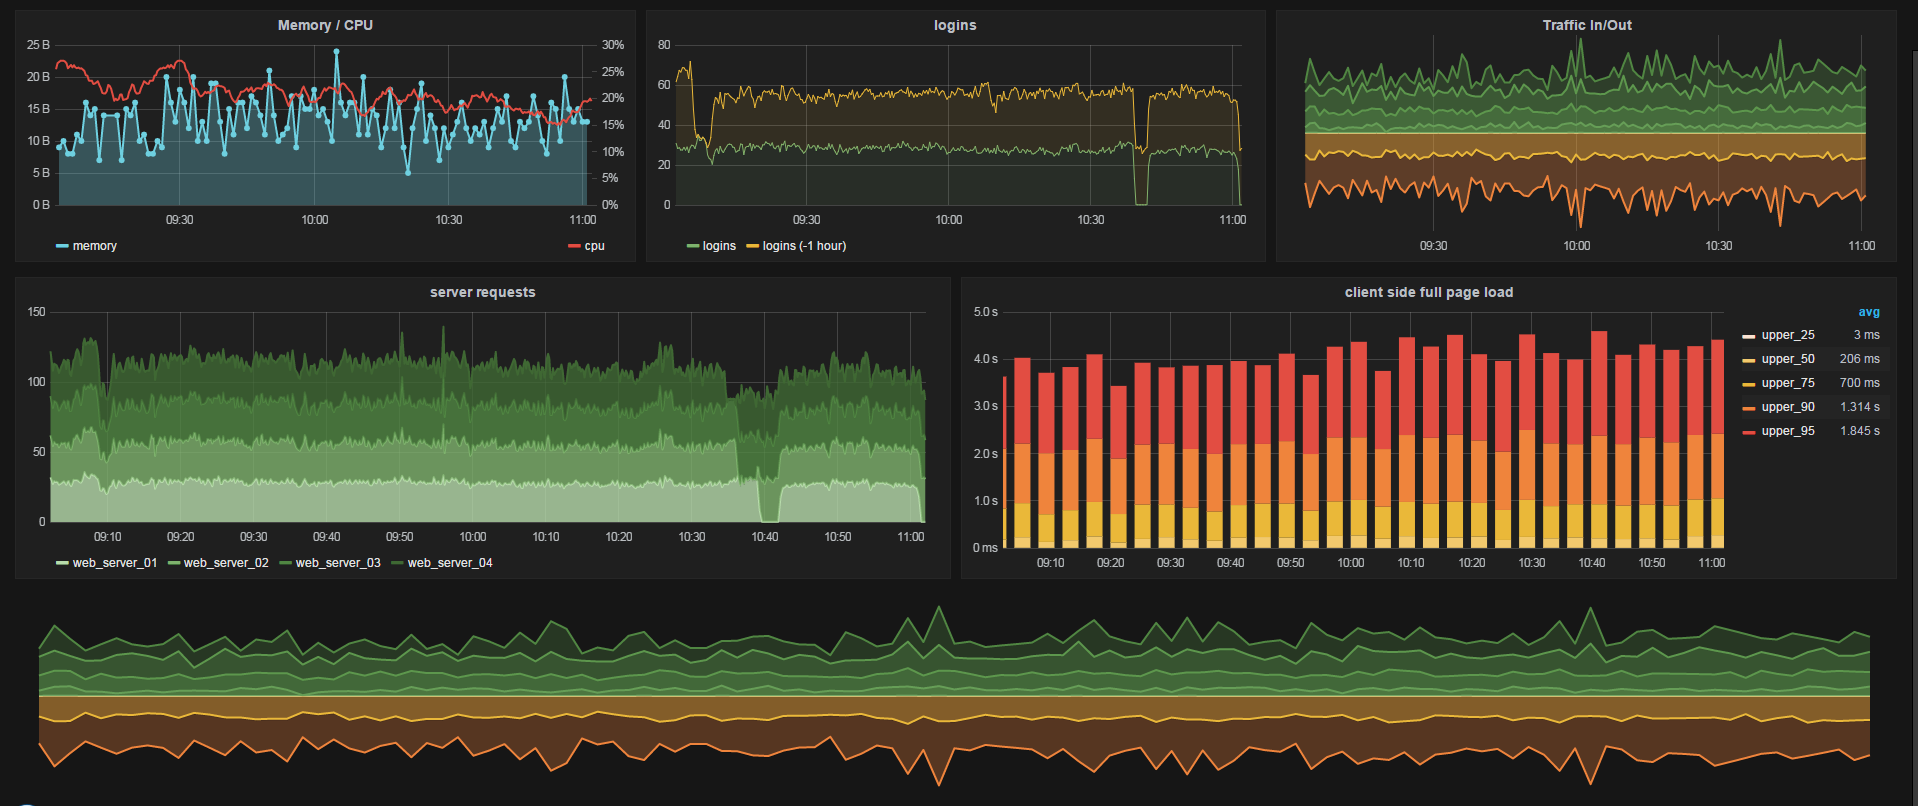 Memory / CPU
25 B
20 B
15 B
10 B
5 B
0 B
30%
25%
20%
15%
10%
5%
0%
09:30 10:00 10:30 11:00
memory cpu
logins
80
60
40
20
0
09:30 10:00 10:30 11:00
logins logins (-1 hour)
Traffic In/Out
09:30 10:00 10:30 11:00
server requests
150
100
50
0
09:10 09:20 09:30 09:40 09:50 10:00 10:10 10:20 10:30 10:40 10:50 11:00
web_server_01 web_server_02 web_server_03 web_server_04
client side full page load
5.0 s
4.0 s
3.0 s
2.0 s
1.0 s
0 ms
09:10 09:20 09:30 09:40 09:50 10:00 10:10 10:20 10:30 10:40 10:50 11:00
avg
upper_25 3 ms
upper_50 206 ms
upper_75 700 ms
upper_90 1.314 s
upper_95 1.845 s